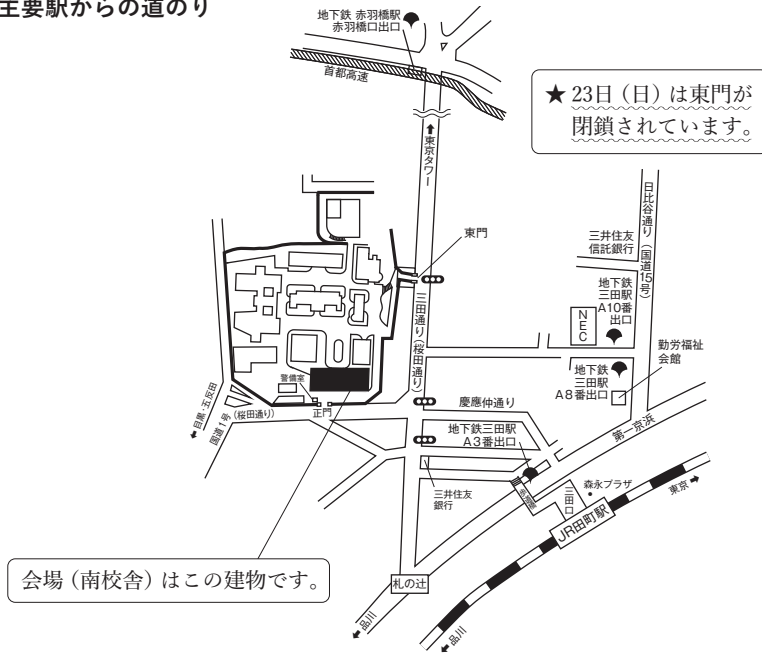 主要駅からの道のり
地下鉄 赤羽橋駅
赤羽橋口出口
首都高速
★ 23日（日）は東門が
閉鎖されています。
↑東京タワー
日比谷通り（国道15号）
東門
三井住友
信託銀行
地下鉄
三田駅
A10番
出口
三田通り（桜田通り）
NEC
勤労福祉
会館
地下鉄
三田駅
A8番出口
警備室
正門
慶應仲通り
←目黒・五反田
国道1号（桜田通り）
地下鉄三田駅
A3番出口
第一京浜
三井住友
銀行
三田口
森永プラザ
東京→
JR田町駅
会場（南校舎）はこの建物です。
札の辻
←品川
←品川